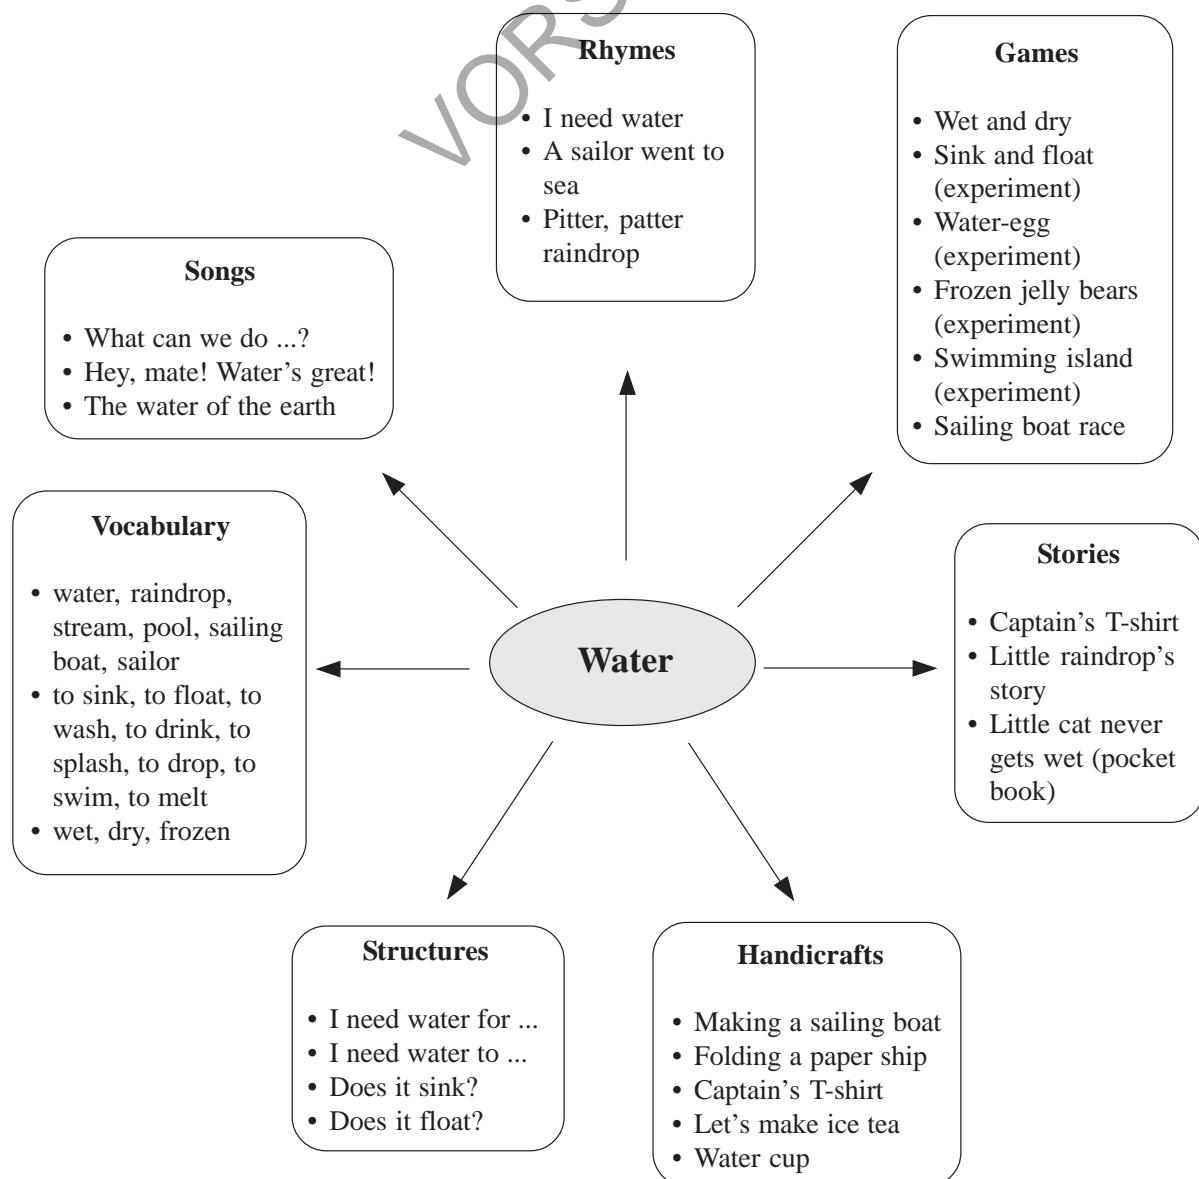 VORS
Rhymes
• I need water
• A sailor went to
sea
• Pitter, patter
raindrop
Games
• Wet and dry
• Sink and float
(experiment)
• Water-egg
(experiment)
• Frozen jelly bears
(experiment)
• Swimming island
(experiment)
• Sailing boat race
Songs
• What can we do ...?
• Hey, mate! Water's great!
• The water of the earth
Vocabulary
• water, raindrop,
stream, pool, sailing
boat, sailor
• to sink, to float, to
wash, to drink, to
splash, to drop, to
swim, to melt
• wet, dry, frozen
Stories
• Captain's T-shirt
• Little raindrop's
story
• Little cat never
gets wet (pocket
book)
Water
Structures
• I need water for ...
• I need water to ...
• Does it sink?
• Does it float?
Handicrafts
• Making a sailing boat
• Folding a paper ship
• Captain's T-shirt
• Let's make ice tea
• Water cup